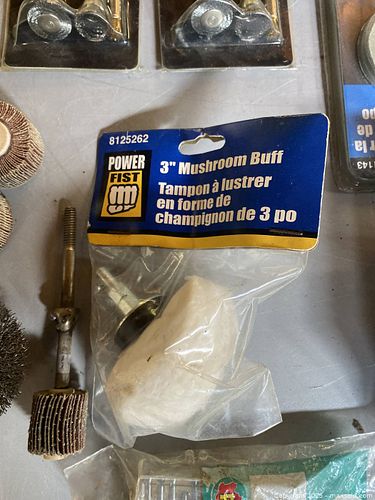 8125262
POWER
FIST
3" Mushroom Buff
Tampon à lustrer
en forme de
champignon de 3 po